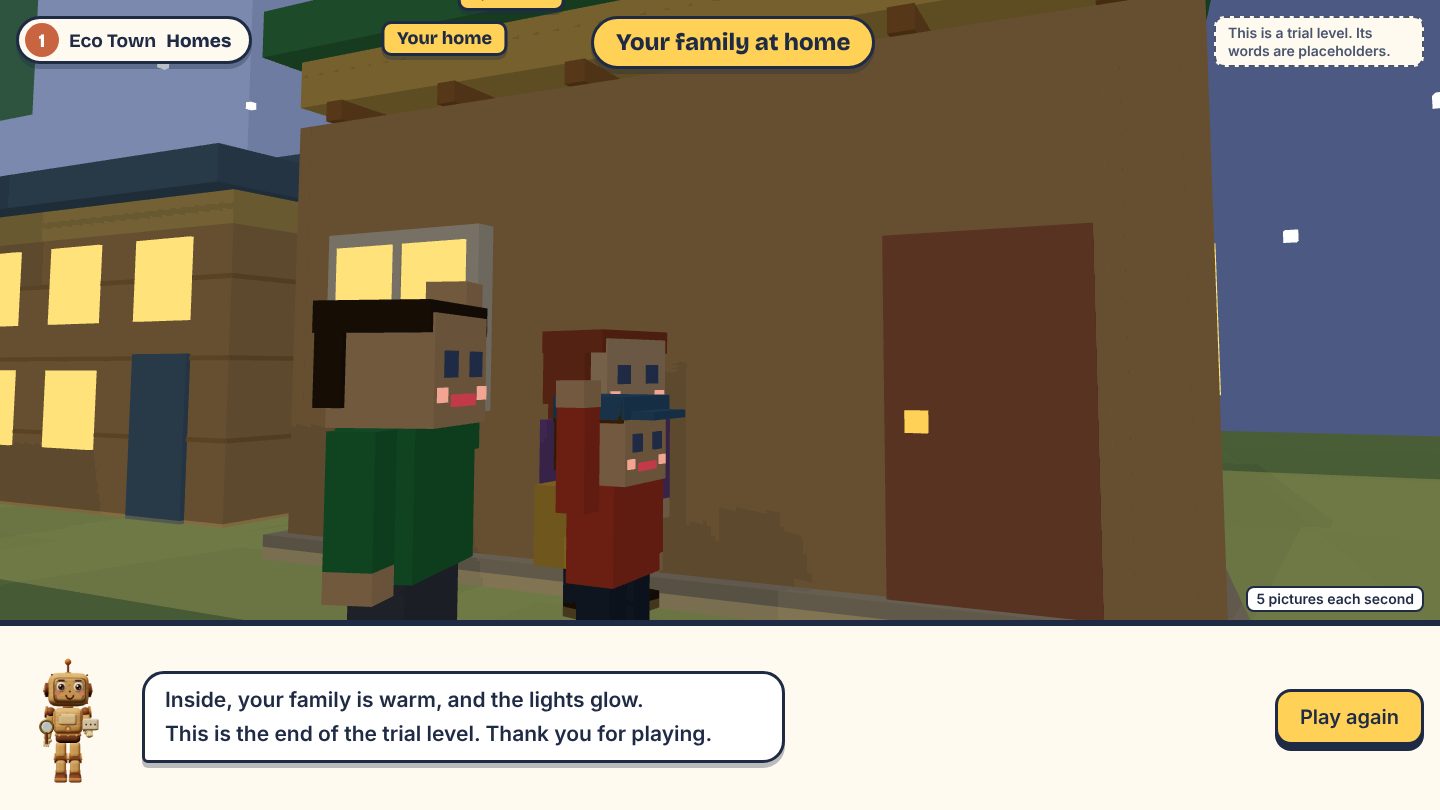 1 Eco Town Homes
Your home
Your family at home
This is a trial level. Its
words are placeholders.
5 pictures each second
Inside, your family is warm, and the lights glow.
This is the end of the trial level. Thank you for playing.
Play again